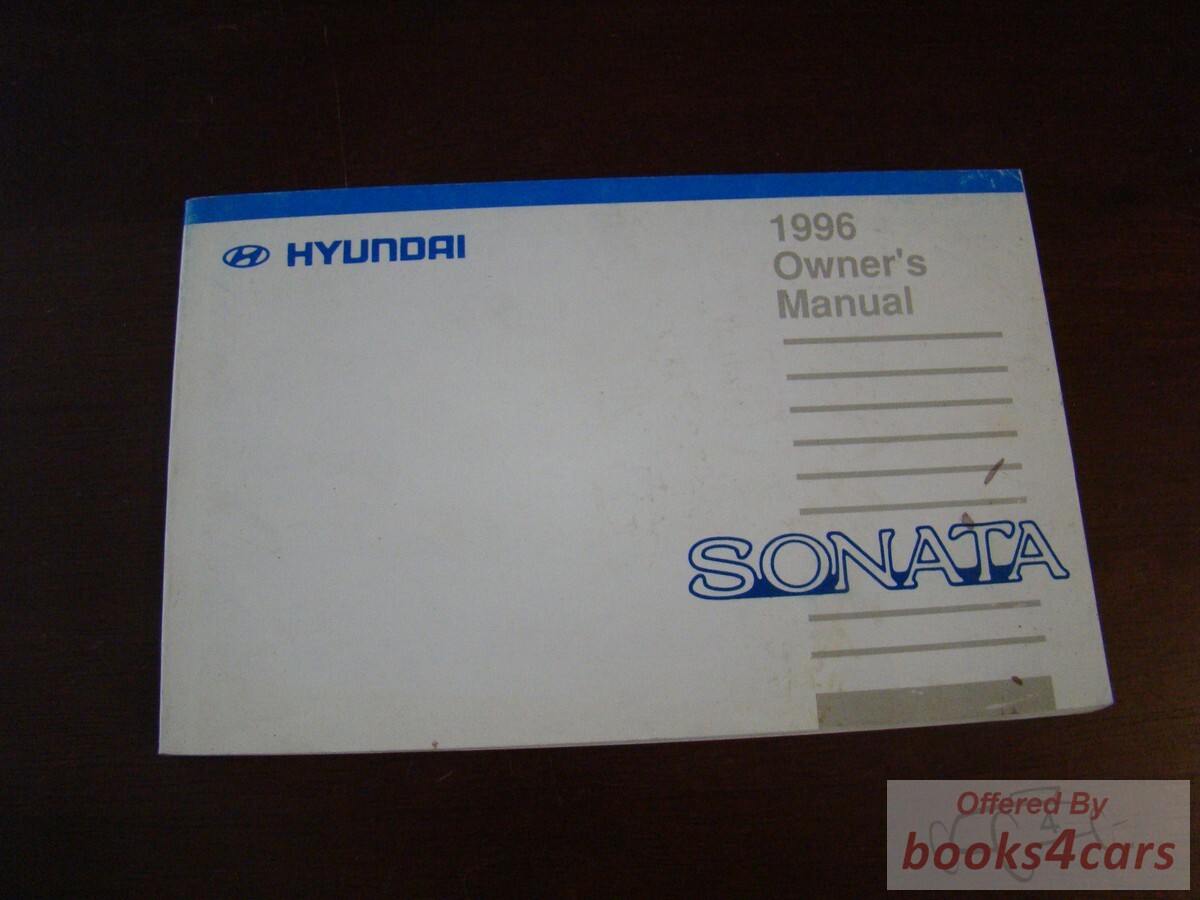 HYUNDAI
1996
Owner's
Manual
SONATA
Offered By
books4cars